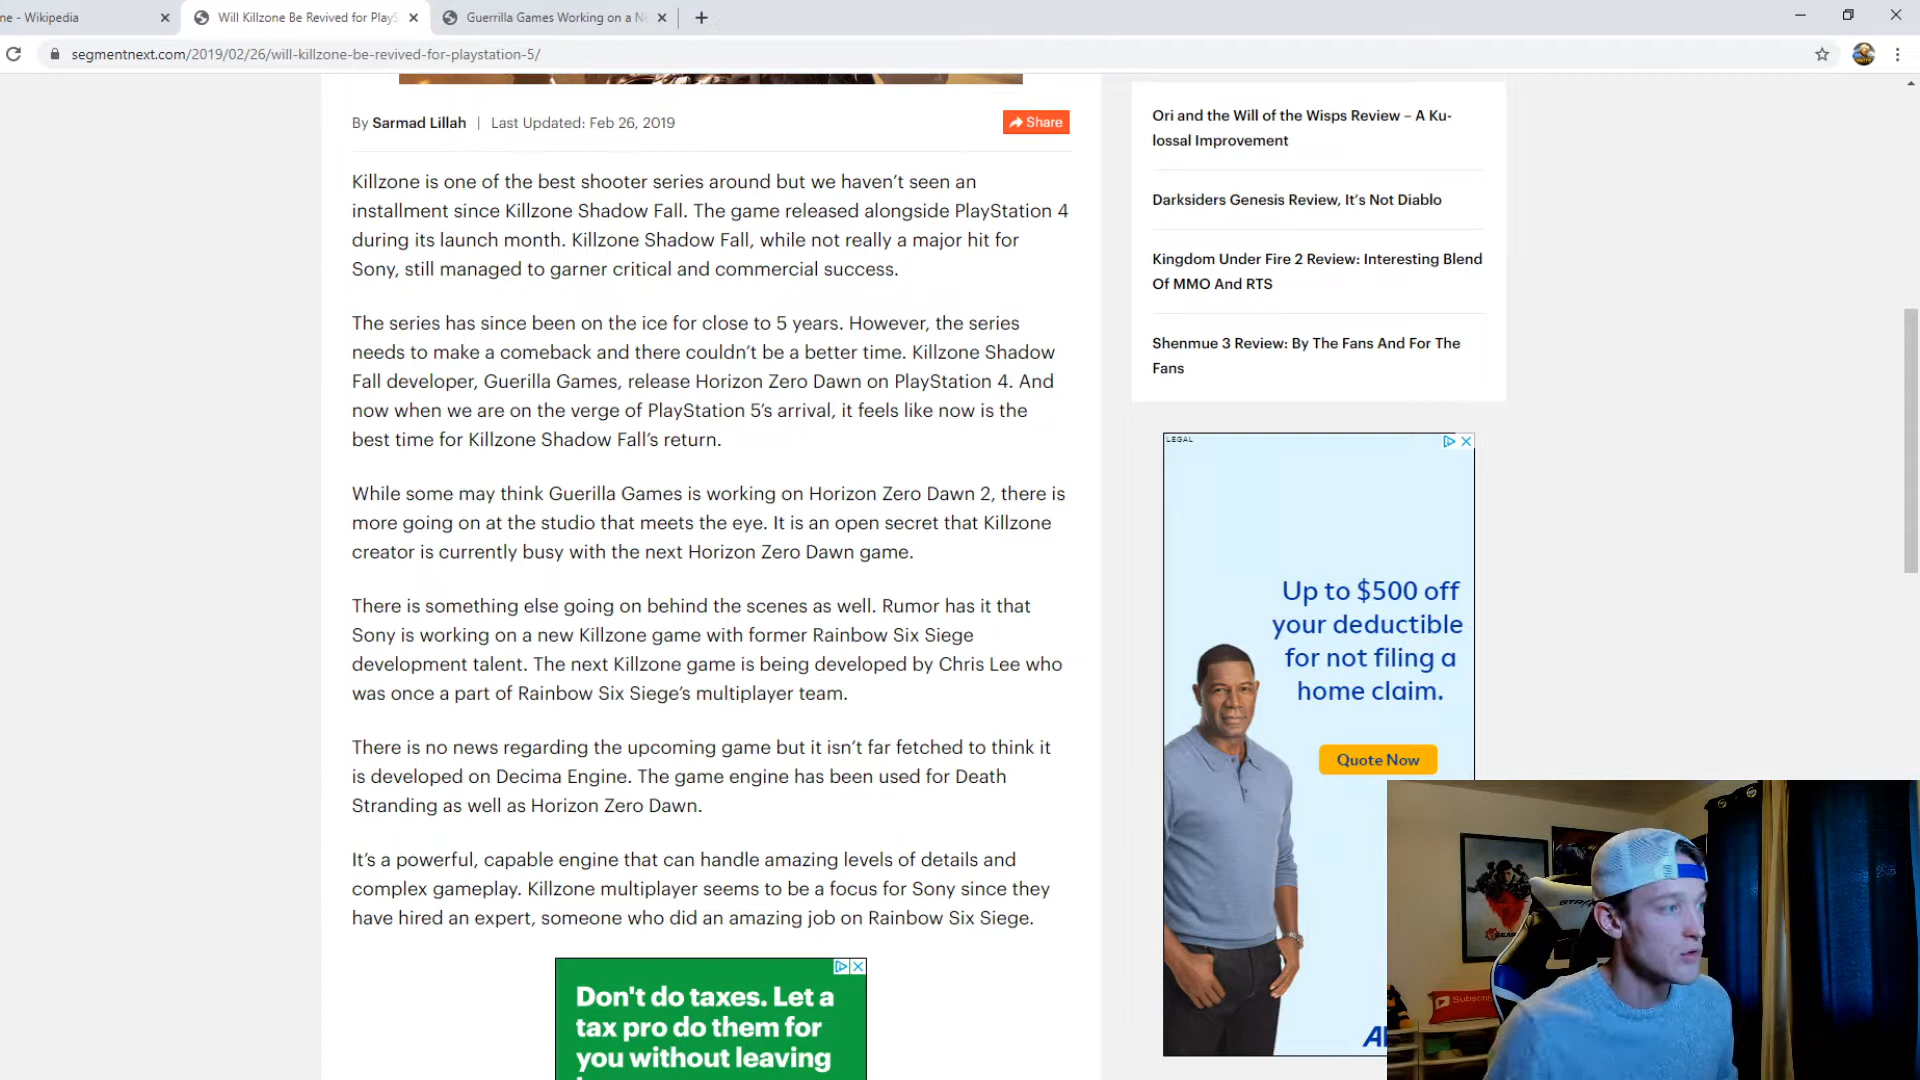 ne - Wikipedia
Will Killzone Be Revived for PlayS
Guerrilla Games Working on a N
segmentnext.com/2019/02/26/will-killzone-be-revived-for-playstation-5/
By Sarmad Lillah | Last Updated: Feb 26, 2019
Share
Killzone is one of the best shooter series around but we haven't seen an
installment since Killzone Shadow Fall. The game released alongside PlayStation 4
during its launch month. Killzone Shadow Fall, while not really a major hit for
Sony, still managed to garner critical and commercial success.
The series has since been on the ice for close to 5 years. However, the series
needs to make a comeback and there couldn't be a better time. Killzone Shadow
Fall developer, Guerilla Games, release Horizon Zero Dawn on PlayStation 4. And
now when we are on the verge of PlayStation 5's arrival, it feels like now is the
best time for Killzone Shadow Fall's return.
While some may think Guerilla Games is working on Horizon Zero Dawn 2, there is
more going on at the studio that meets the eye. It is an open secret that Killzone
creator is currently busy with the next Horizon Zero Dawn game.
There is something else going on behind the scenes as well. Rumor has it that
Sony is working on a new Killzone game with former Rainbow Six Siege
development talent. The next Killzone game is being developed by Chris Lee who
was once a part of Rainbow Six Siege's multiplayer team.
There is no news regarding the upcoming game but it isn't far fetched to think it
is developed on Decima Engine. The game engine has been used for Death
Stranding as well as Horizon Zero Dawn.
It's a powerful, capable engine that can handle amazing levels of details and
complex gameplay. Killzone multiplayer seems to be a focus for Sony since they
have hired an expert, someone who did an amazing job on Rainbow Six Siege.
Don't do taxes. Let a
tax pro do them for
you without leaving
Ori and the Will of the Wisps Review – A Ku-
lossal Improvement
Darksiders Genesis Review, It's Not Diablo
Kingdom Under Fire 2 Review: Interesting Blend
Of MMO And RTS
Shenmue 3 Review: By The Fans And For The
Fans
LEGAL
Up to $500 off
your deductible
for not filing a
home claim.
Quote Now
Al
GEARS
Subscri